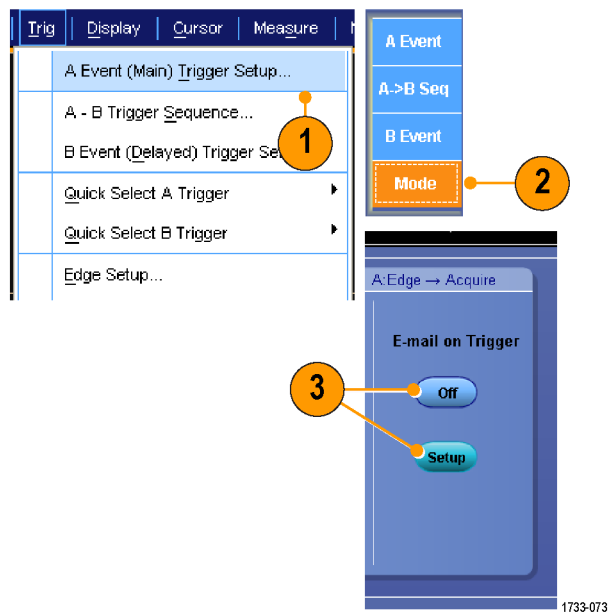 Trig Display Cursor Measure
A Event (Main) Trigger Setup...
A - B Trigger Sequence...
1
B Event (Delayed) Trigger
Quick Select A Trigger
Quick Select B Trigger
Edge Setup...
A Event
A->B Seq
B Event
Mode
2
A:Edge → Acquire
E-mail on Trigger
3
Off
Setup
1733-073